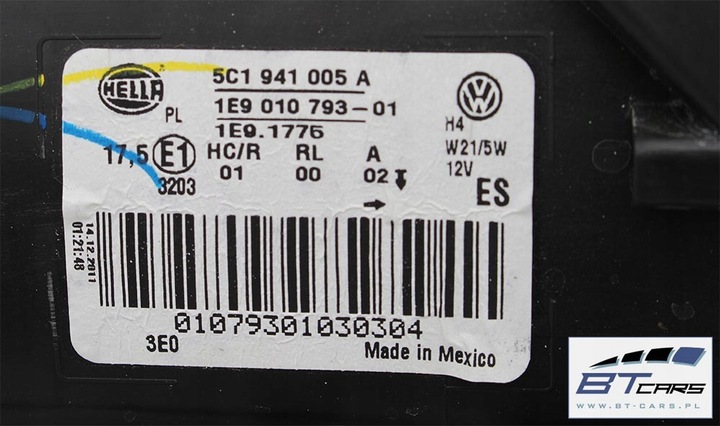 HELLA
PL
5C1 941 005 A
1E9 010 793-01
1E9.1776
H4
W21/5W
12V
17,5 E1
3203
HC/R RL A
01 00 02
ES
14.12.2011
01:21:48
01079301030304
3E0
Made in Mexico
BT CARS
WWW.BT-CARS.PL